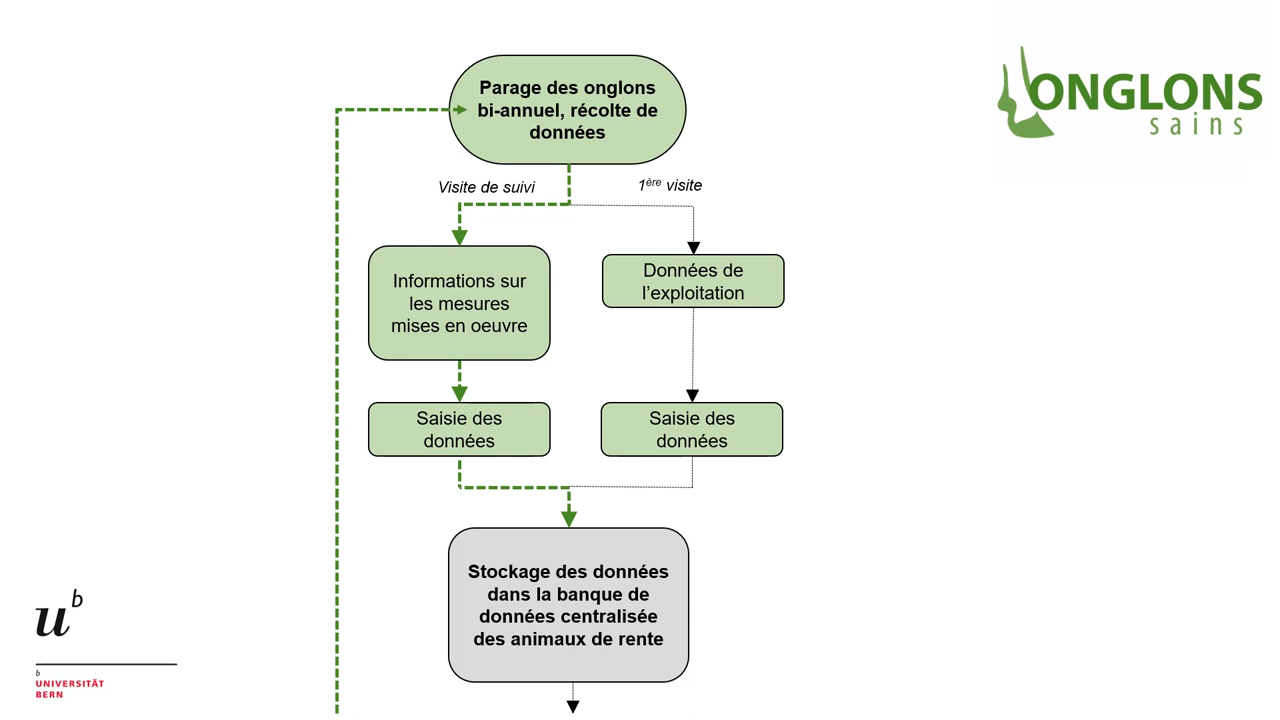 Parage des onglons
bi-annuel, récolte de
données
ONGLONS
sains
Visite de suivi
1ère visite
Informations sur
les mesures
mises en oeuvre
Données de
l’exploitation
Saisie des
données
Saisie des
données
Stockage des données
dans la banque de
données centralisée
des animaux de rente
u b
b
UNIVERSITÄT
BERN